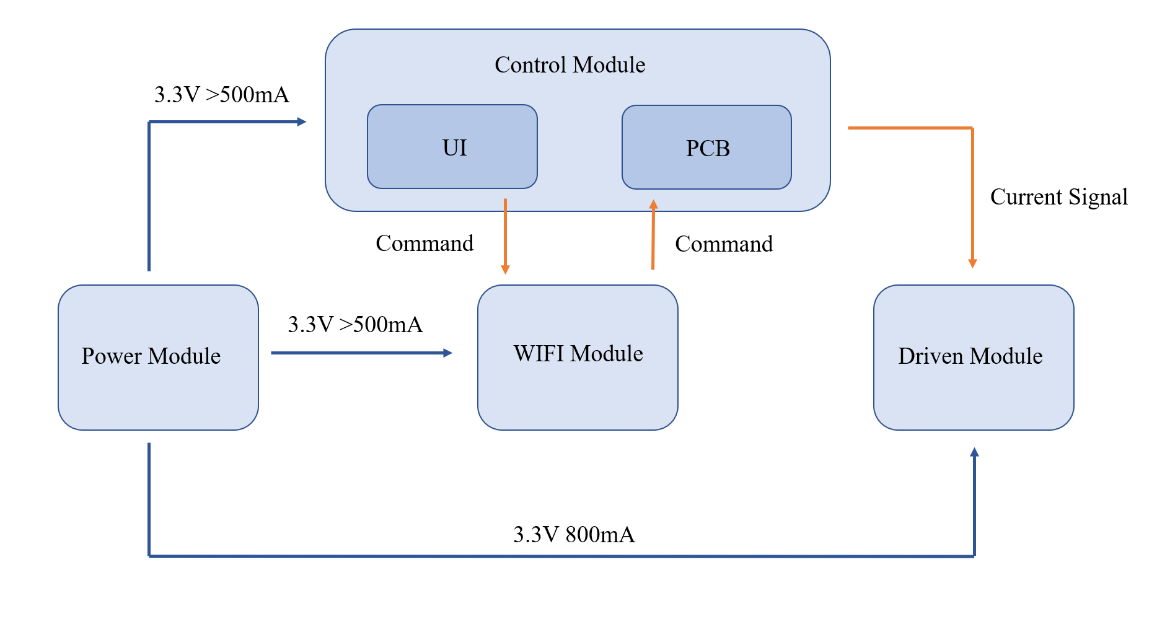 Control Module
3.3V >500mA
UI
PCB
Current Signal
Command
Command
3.3V >500mA
Power Module
WIFI Module
Driven Module
3.3V 800mA